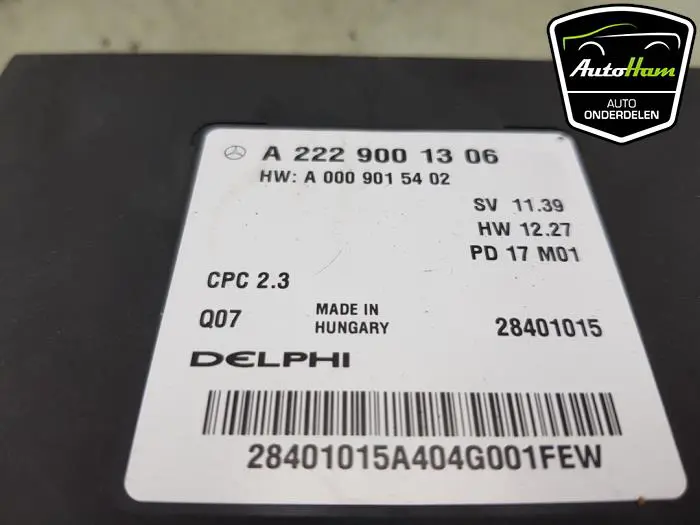 AutoHam
AUTO
ONDERDELEN
A 222 900 13 06
HW: A 000 901 54 02
SV 11.39
HW 12.27
PD 17 M01
CPC 2.3
Q07
MADE IN
HUNGARY
28401015
DELPHI
28401015A404G001FEW